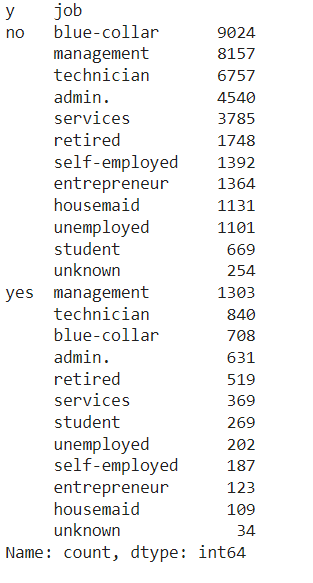 y    job
no   blue-collar      9024
     management       8157
     technician       6757
     admin.           4540
     services         3785
     retired          1748
     self-employed    1392
     entrepreneur     1364
     housemaid        1131
     unemployed       1101
     student           669
     unknown           254
yes  management       1303
     technician        840
     blue-collar       708
     admin.            631
     retired           519
     services          369
     student           269
     unemployed        202
     self-employed     187
     entrepreneur      123
     housemaid         109
     unknown            34
Name: count, dtype: int64